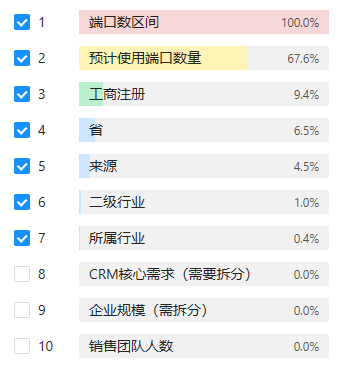 1 端口数区间 100.0%
2 预计使用端口数量 67.6%
3 工商注册 9.4%
4 省 6.5%
5 来源 4.5%
6 二级行业 1.0%
7 所属行业 0.4%
8 CRM核心需求（需要拆分） 0.0%
9 企业规模（需拆分） 0.0%
10 销售团队人数 0.0%